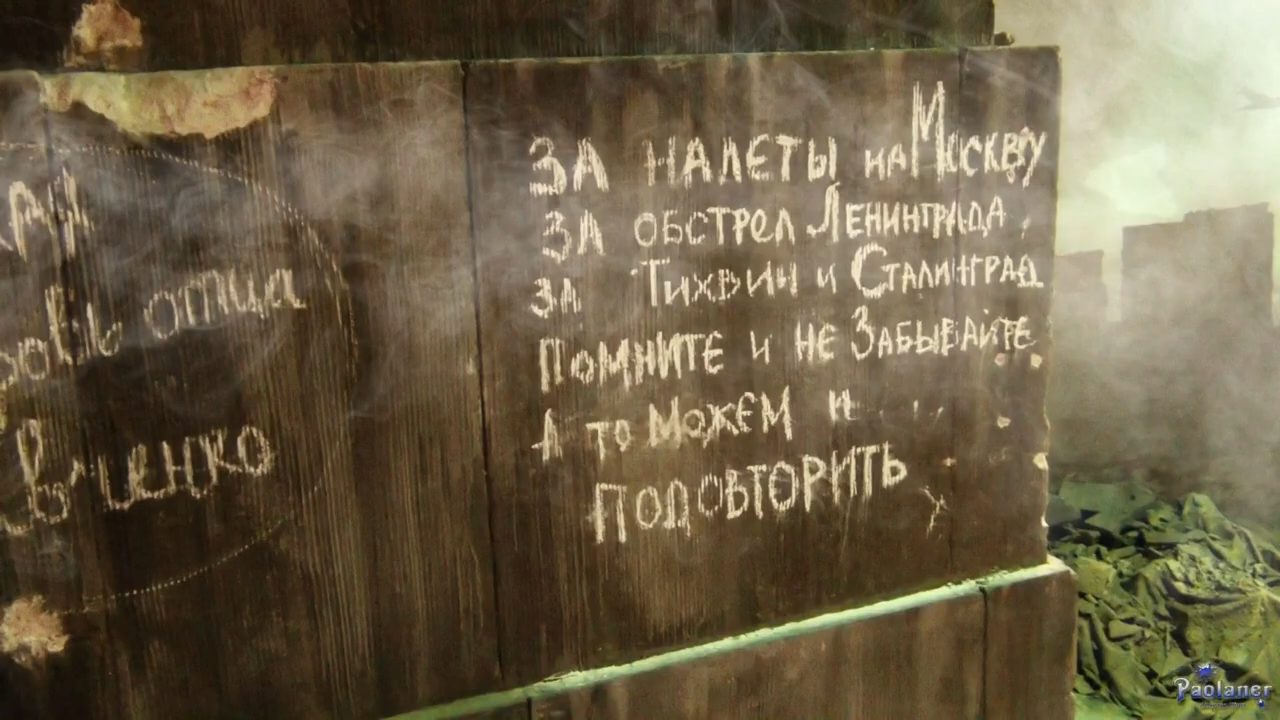 ЗА НАЛЕТЫ НА МОСКВУ
ЗА ОБСТРЕЛ ЛЕНИНГРАДА,
ЗА ТИХВИН И СТАЛИНГРАД
ПОМНИТЕ И НЕ ЗАБЫВАЙТЕ
А ТО МОЖЕМ И
ПОДОВТОРИТЬ
отца
Paolaner